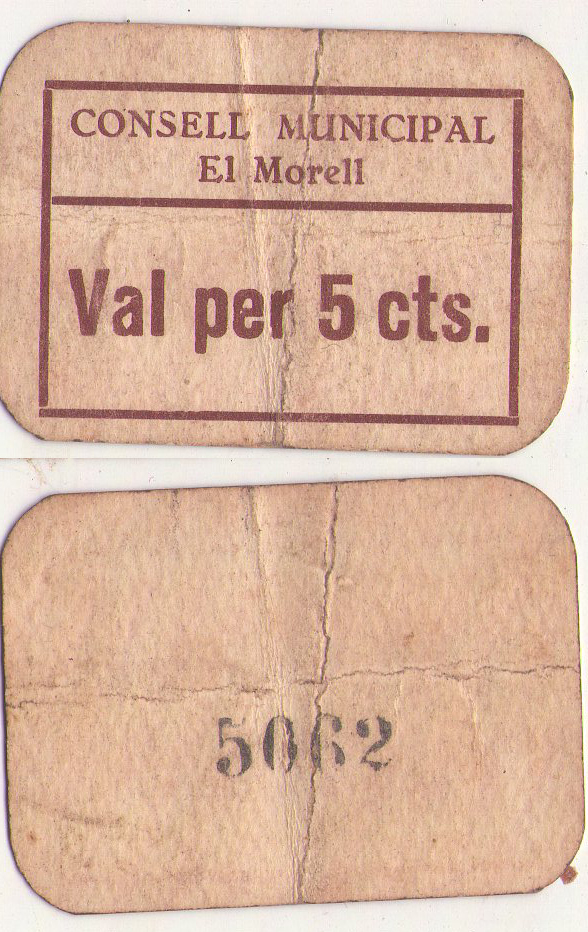 CONSELL MUNICIPAL
El Morell
Val per 5 cts.
5062